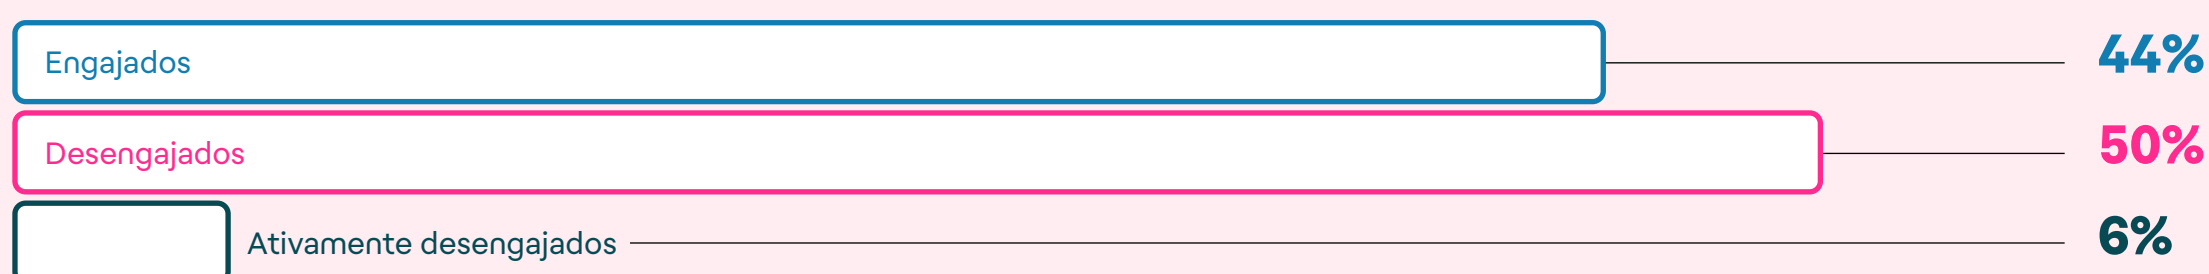 Engajados 44%
Desengajados 50%
Ativamente desengajados 6%